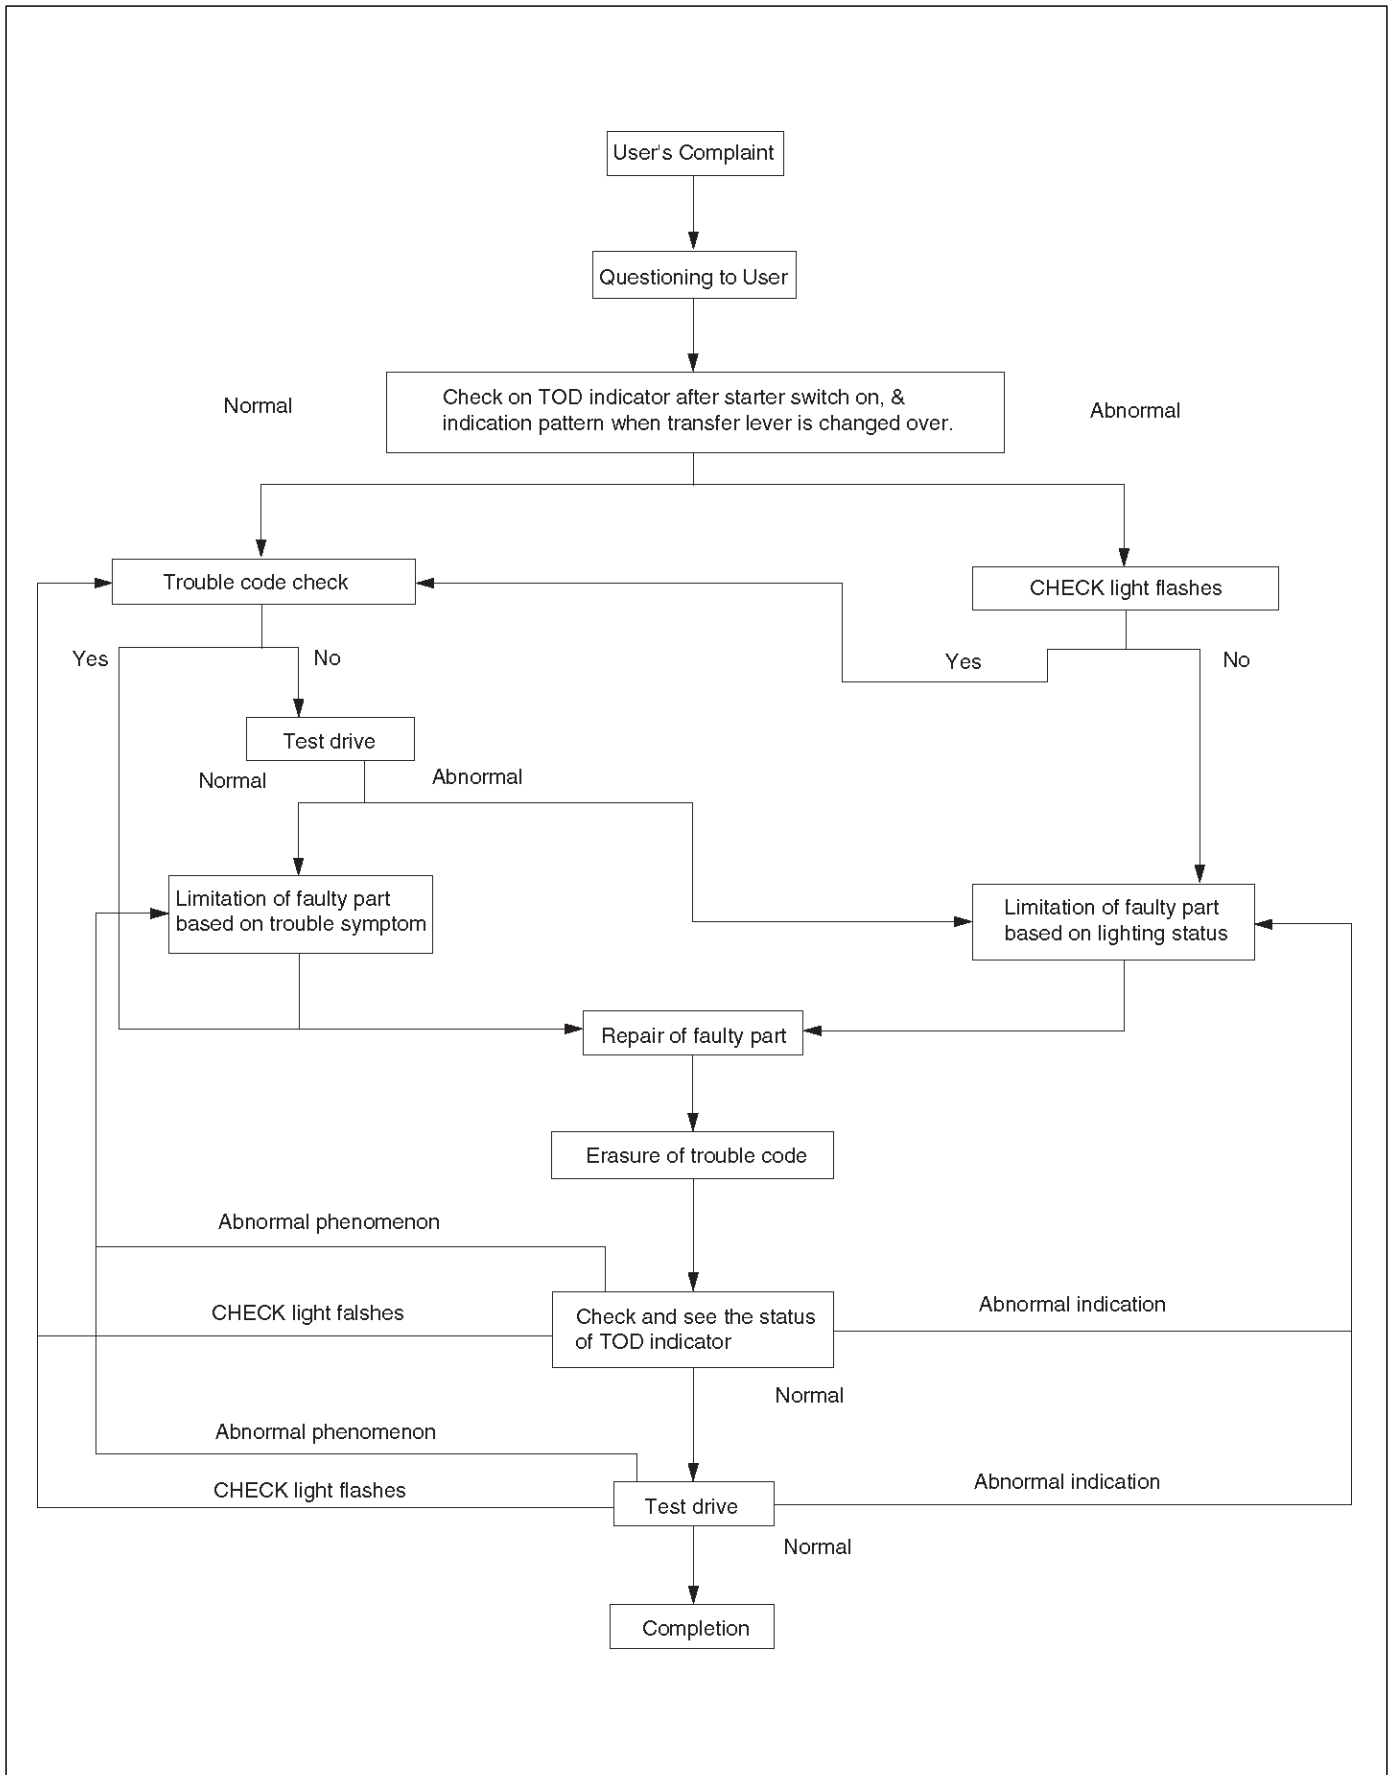 User's Complaint
Questioning to User
Normal
Check on TOD indicator after starter switch on, &
indication pattern when transfer lever is changed over.
Abnormal
Trouble code check
CHECK light flashes
Yes
No
Yes
No
Test drive
Normal
Abnormal
Limitation of faulty part
based on trouble symptom
Limitation of faulty part
based on lighting status
Repair of faulty part
Erasure of trouble code
Abnormal phenomenon
CHECK light falshes
Check and see the status
of TOD indicator
Abnormal indication
Normal
Abnormal phenomenon
CHECK light flashes
Test drive
Abnormal indication
Normal
Completion